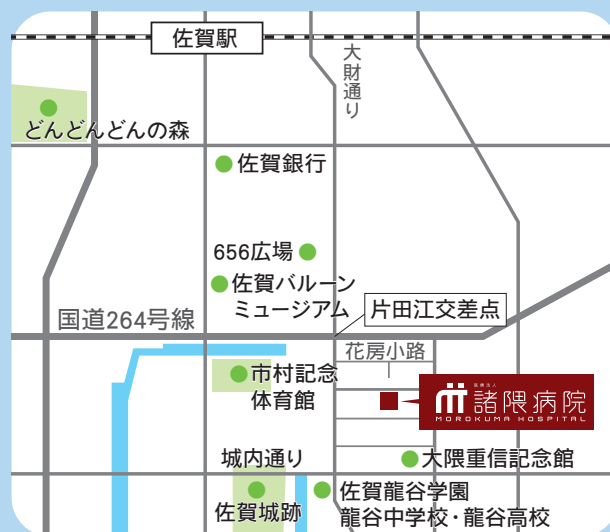 佐賀駅
大財通り
どんどんどんの森
佐賀銀行
656広場
佐賀バルーン
ミュージアム
片田江交差点
国道264号線
花房小路
市村記念
体育館
医療法人
諸隈病院
MOROKUMA HOSPITAL
城内通り
大隈重信記念館
佐賀城跡
佐賀龍谷学園
龍谷中学校・龍谷高校